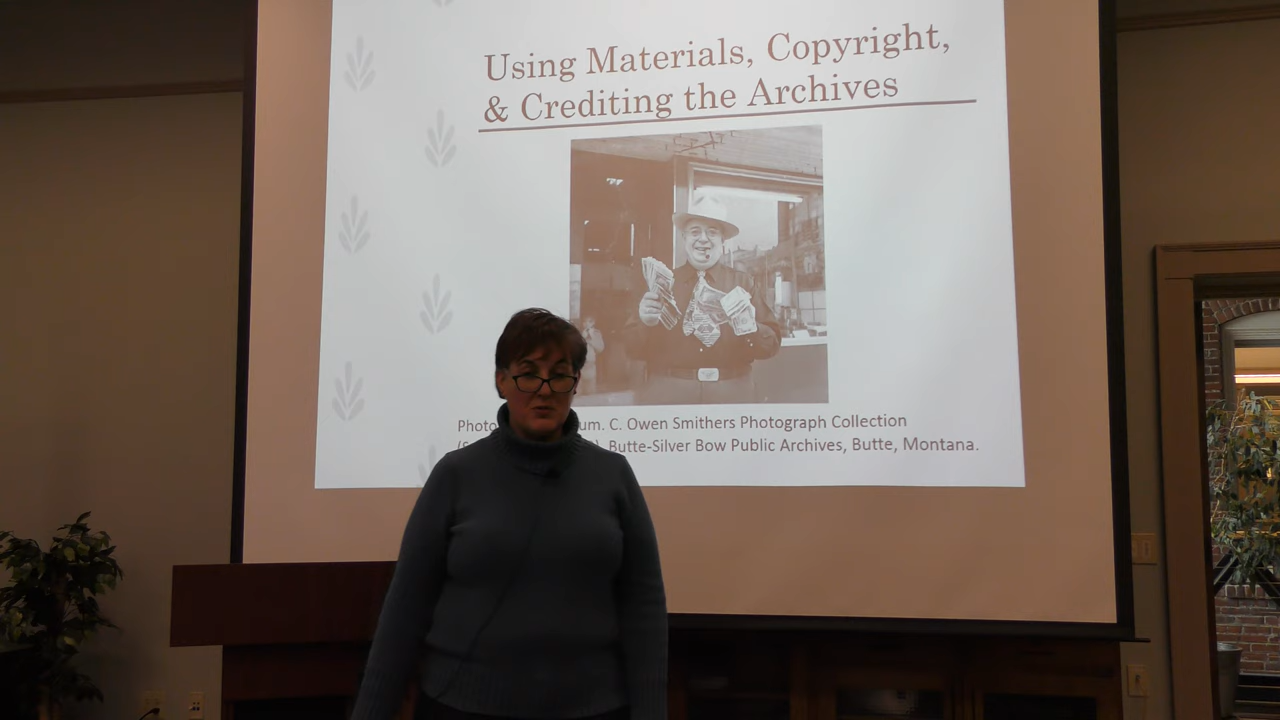 Using Materials, Copyright,
& Crediting the Archives
Photo um. C. Owen Smithers Photograph Collection
Butte-Silver Bow Public Archives, Butte, Montana.